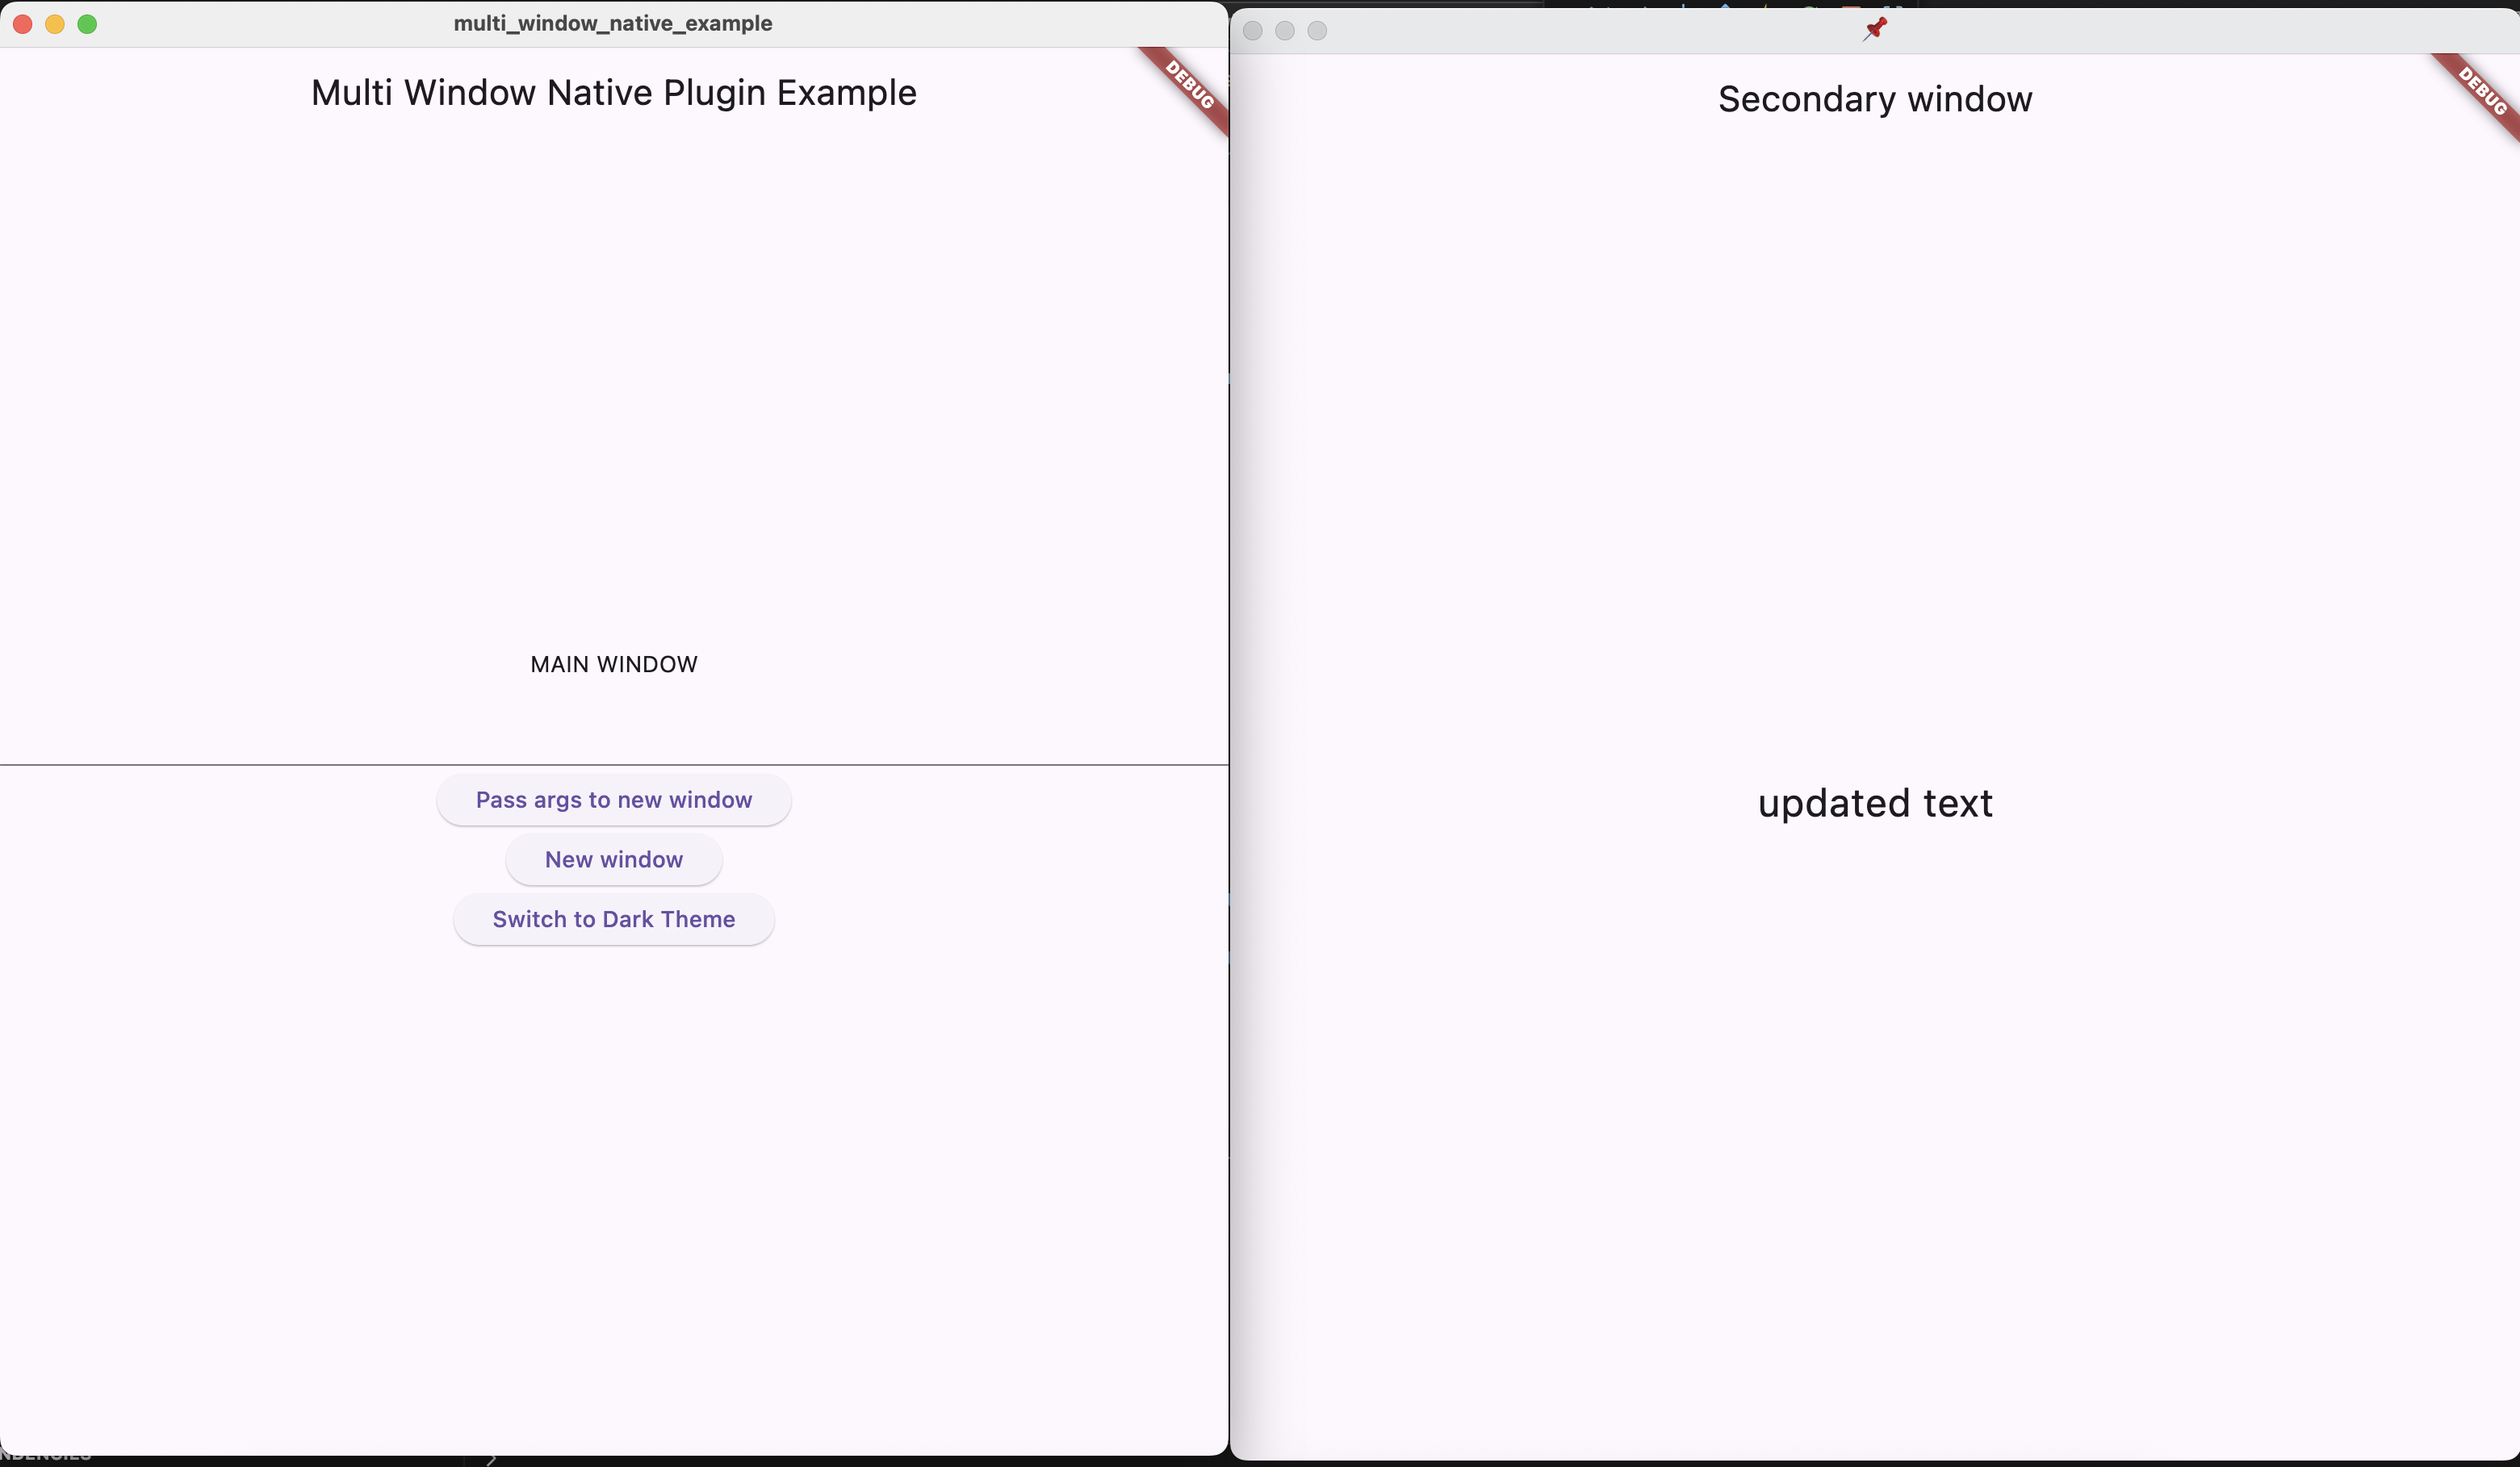 multi_window_native_example
Multi Window Native Plugin Example
DEBUG
MAIN WINDOW
Pass args to new window
New window
Switch to Dark Theme
Secondary window
DEBUG
updated text